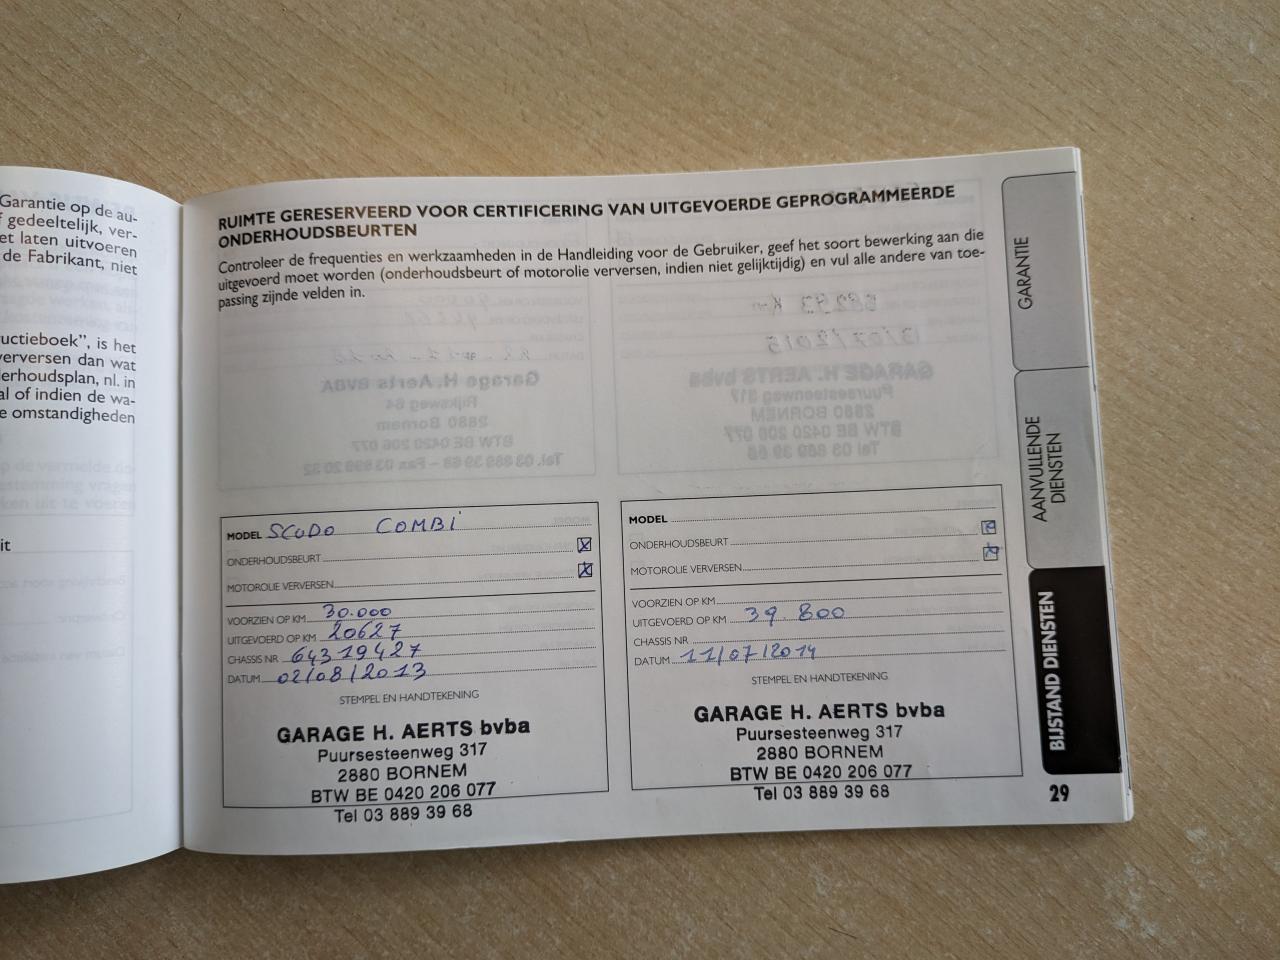 Garantie op de au-
f gedeeltelijk, ver-
et laten uitvoeren
de Fabrikant, niet
uctieboek", is het
verversen dan wat
derhoudsplan, nl. in
al of indien de wa-
e omstandigheden
it
RUIMTE GERESERVEERD VOOR CERTIFICERING VAN UITGEVOERDE GEPROGRAMMEERDE
ONDERHOUDSBEURTEN
Controleer de frequenties en werkzaamheden in de Handleiding voor de Gebruiker, geef het soort bewerking aan die
uitgevoerd moet worden (onderhoudsbeurt of motorolie verversen, indien niet gelijktijdig) en vul alle andere van toe-
passing zijnde velden in.
MODEL SCUDO COMBI
ONDERHOUDSBEURT X
MOTOROLIE VERVERSEN X
VOORZIEN OP KM 30.000
UITGEVOERD OP KM 20627
CHASSIS NR 64319427
DATUM 02/08/2013
STEMPEL EN HANDTEKENING
GARAGE H. AERTS bvba
Puursesteenweg 317
2880 BORNEM
BTW BE 0420 206 077
Tel 03 889 39 68
MODEL
ONDERHOUDSBEURT
MOTOROLIE VERVERSEN
VOORZIEN OP KM
UITGEVOERD OP KM 39.800
CHASSIS NR
DATUM 11/07/2014
STEMPEL EN HANDTEKENING
GARAGE H. AERTS bvba
Puursesteenweg 317
2880 BORNEM
BTW BE 0420 206 077
Tel 03 889 39 68
GARANTIE
AANVULLENDE
DIENSTEN
BIJSTAND DIENSTEN
29